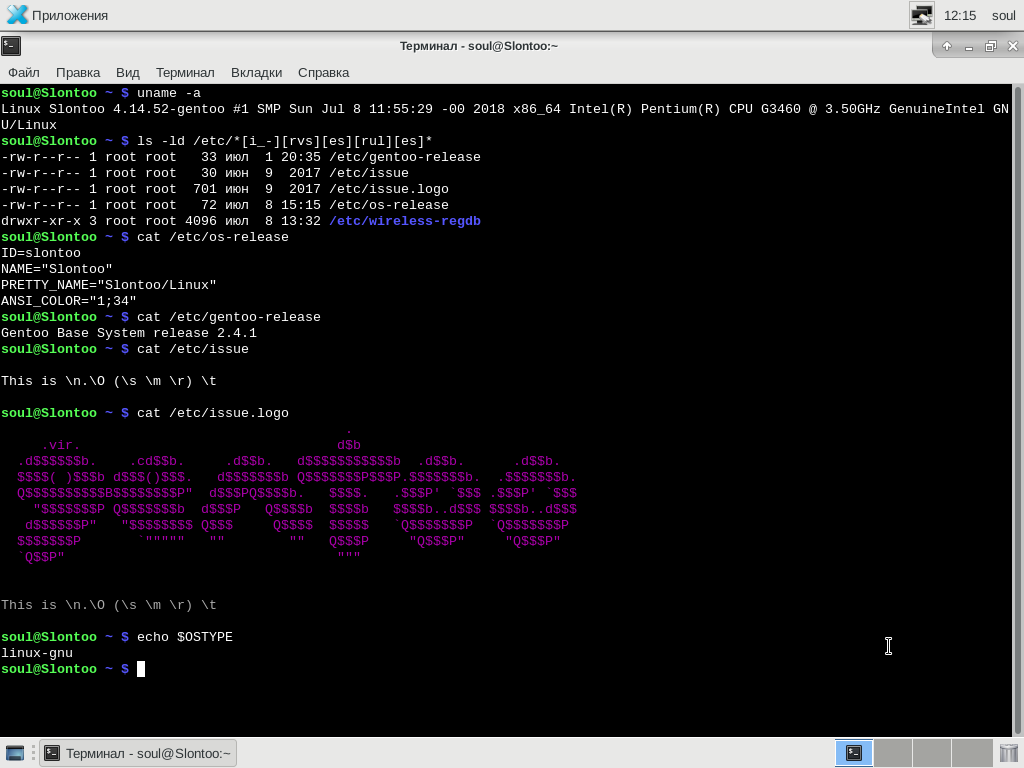 Приложения 12:15 soul
Терминал - soul@Slontoo:~
Файл Правка Вид Терминал Вкладки Справка
soul@Slontoo ~ $ uname -a
Linux Slontoo 4.14.52-gentoo #1 SMP Sun Jul 8 11:55:29 -00 2018 x86_64 Intel(R) Pentium(R) CPU G3460 @ 3.50GHz GenuineIntel GN
U/Linux
soul@Slontoo ~ $ ls -ld /etc/*[i_-][rvs][es][rul][es]*
-rw-r--r-- 1 root root   33 июл  1 20:35 /etc/gentoo-release
-rw-r--r-- 1 root root   30 июн  9  2017 /etc/issue
-rw-r--r-- 1 root root  701 июн  9  2017 /etc/issue.logo
-rw-r--r-- 1 root root   72 июл  8 15:15 /etc/os-release
drwxr-xr-x 3 root root 4096 июл  8 13:32 /etc/wireless-regdb
soul@Slontoo ~ $ cat /etc/os-release
ID=slontoo
NAME="Slontoo"
PRETTY_NAME="Slontoo/Linux"
ANSI_COLOR="1;34"
soul@Slontoo ~ $ cat /etc/gentoo-release
Gentoo Base System release 2.4.1
soul@Slontoo ~ $ cat /etc/issue
This is \n.\O (\s \m \r) \t
soul@Slontoo ~ $ cat /etc/issue.logo
                                           .
     .vir.                                d$b
  .d$$$$$$b.    .cd$$b.     .d$$b.   d$$$$$$$$$$$b  .d$$b.      .d$$b.
  $$$$( )$$$b d$$$()$$$.   d$$$$$$$b Q$$$$$$$P$$$P.$$$$$$$b.  .$$$$$$$b.
  Q$$$$$$$$$$B$$$$$$$$P"  d$$$PQ$$$$b.   $$$$.   .$$$P' `$$$ .$$$P' `$$$
    "$$$$$$$P Q$$$$$$$b  d$$$P   Q$$$$b  $$$$b   $$$$b..d$$$ $$$$b..d$$$
   d$$$$$$P"   "$$$$$$$$ Q$$$     Q$$$$  $$$$$   `Q$$$$$$$P  `Q$$$$$$$P
  $$$$$$$P       `"""""   ""        ""   Q$$$P     "Q$$$P"     "Q$$$P"
  `Q$$P"                                  """
This is \n.\O (\s \m \r) \t
soul@Slontoo ~ $ echo $OSTYPE
linux-gnu
soul@Slontoo ~ $
Терминал - soul@Slontoo:~